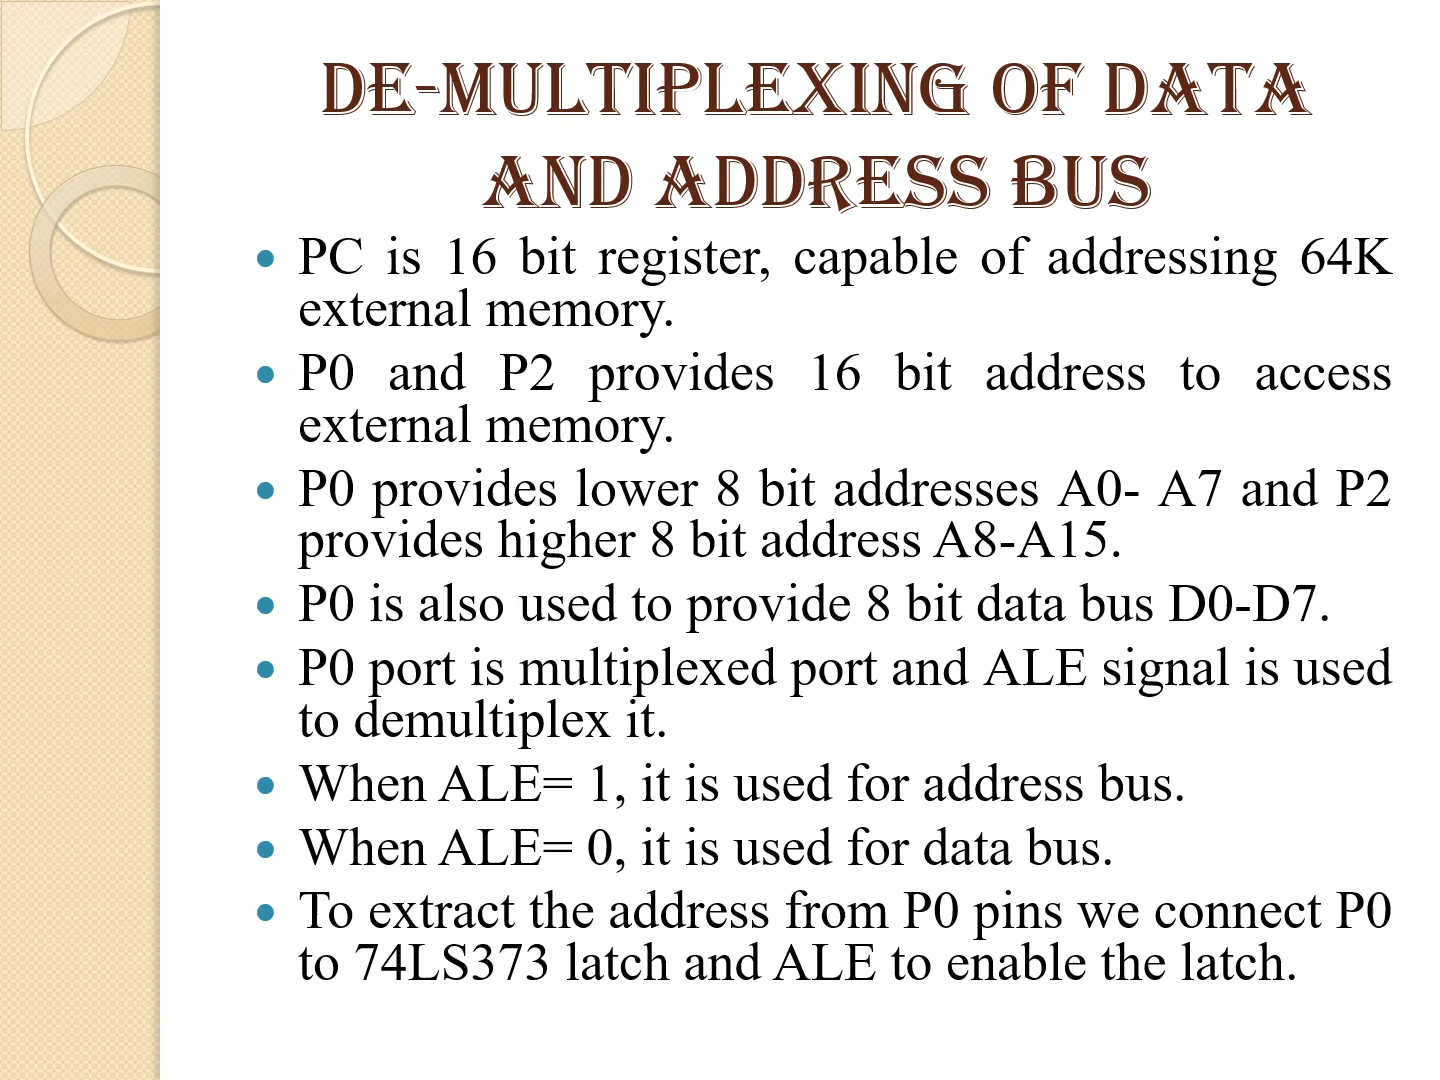 DE-MULTIPLEXING OF DATA
AND ADDRESS BUS
• PC is 16 bit register, capable of addressing 64K
external memory.
• P0 and P2 provides 16 bit address to access
external memory.
• P0 provides lower 8 bit addresses A0- A7 and P2
provides higher 8 bit address A8-A15.
• P0 is also used to provide 8 bit data bus D0-D7.
• P0 port is multiplexed port and ALE signal is used
to demultiplex it.
• When ALE= 1, it is used for address bus.
• When ALE= 0, it is used for data bus.
• To extract the address from P0 pins we connect P0
to 74LS373 latch and ALE to enable the latch.